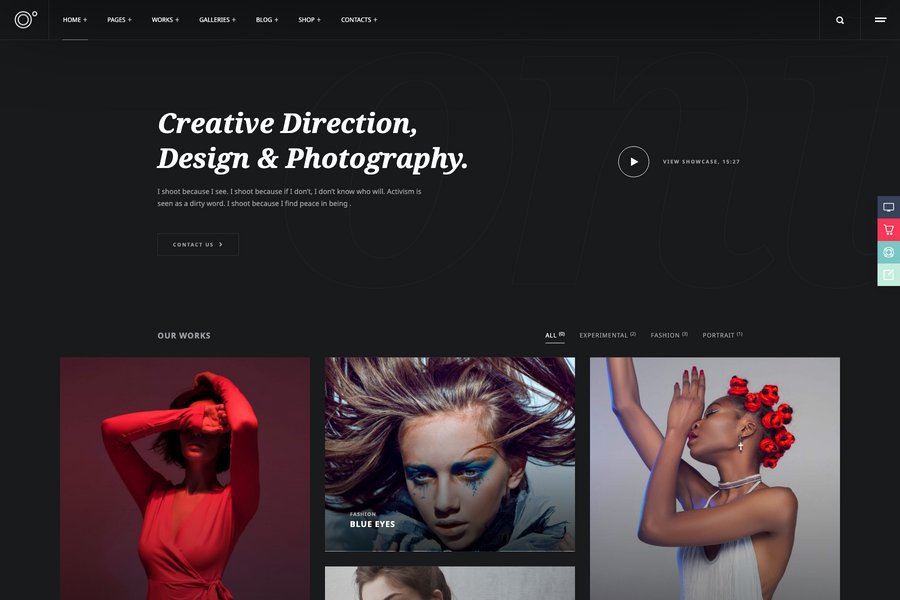 HOME + PAGES + WORKS + GALLERIES + BLOG + SHOP + CONTACTS +
Creative Direction,
Design & Photography.
I shoot because I see. I shoot because if I don't, I don't know who will. Activism is
seen as a dirty word. I shoot because I find peace in being .
VIEW SHOWCASE, 15:27
CONTACT US
OUR WORKS
ALL EXPERIMENTAL (2) FASHION (3) PORTRAIT (1)
FASHION
BLUE EYES